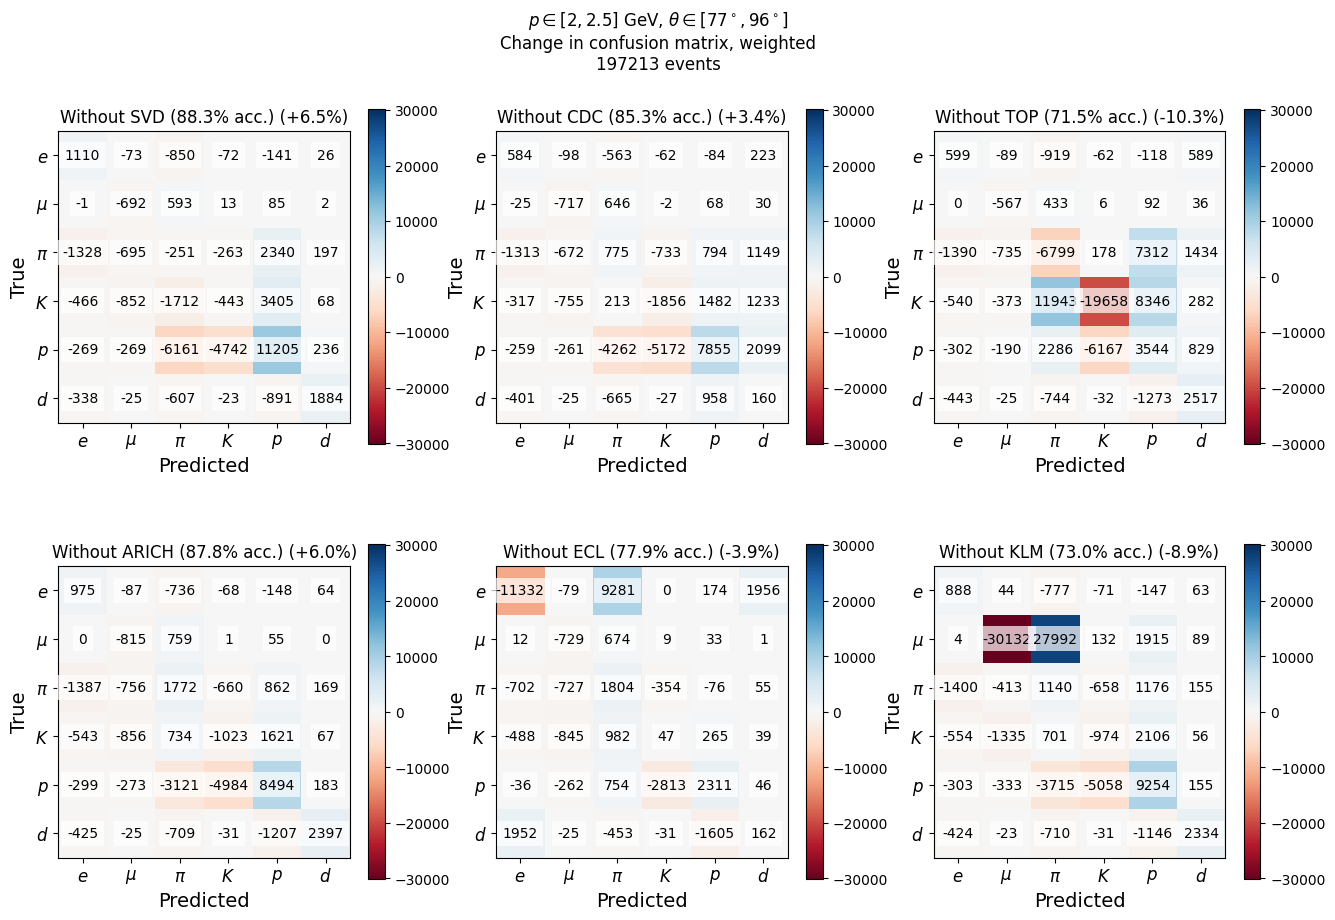 p ∈ [2, 2.5] GeV, θ ∈ [77°, 96°]
Change in confusion matrix, weighted
197213 events
Without SVD (88.3% acc.) (+6.5%)
True
e 1110 -73 -850 -72 -141 26
μ -1 -692 593 13 85 2
π -1328 -695 -251 -263 2340 197
K -466 -852 -1712 -443 3405 68
p -269 -269 -6161 -4742 11205 236
d -338 -25 -607 -23 -891 1884
e μ π K p d
Predicted
30000
20000
10000
0
−10000
−20000
−30000
Without CDC (85.3% acc.) (+3.4%)
True
e 584 -98 -563 -62 -84 223
μ -25 -717 646 -2 68 30
π -1313 -672 775 -733 794 1149
K -317 -755 213 -1856 1482 1233
p -259 -261 -4262 -5172 7855 2099
d -401 -25 -665 -27 958 160
e μ π K p d
Predicted
30000
20000
10000
0
−10000
−20000
−30000
Without TOP (71.5% acc.) (-10.3%)
True
e 599 -89 -919 -62 -118 589
μ 0 -567 433 6 92 36
π -1390 -735 -6799 178 7312 1434
K -540 -373 11943 -19658 8346 282
p -302 -190 2286 -6167 3544 829
d -443 -25 -744 -32 -1273 2517
e μ π K p d
Predicted
30000
20000
10000
0
−10000
−20000
−30000
Without ARICH (87.8% acc.) (+6.0%)
True
e 975 -87 -736 -68 -148 64
μ 0 -815 759 1 55 0
π -1387 -756 1772 -660 862 169
K -543 -856 734 -1023 1621 67
p -299 -273 -3121 -4984 8494 183
d -425 -25 -709 -31 -1207 2397
e μ π K p d
Predicted
30000
20000
10000
0
−10000
−20000
−30000
Without ECL (77.9% acc.) (-3.9%)
True
e -11332 -79 9281 0 174 1956
μ 12 -729 674 9 33 1
π -702 -727 1804 -354 -76 55
K -488 -845 982 47 265 39
p -36 -262 754 -2813 2311 46
d 1952 -25 -453 -31 -1605 162
e μ π K p d
Predicted
30000
20000
10000
0
−10000
−20000
−30000
Without KLM (73.0% acc.) (-8.9%)
True
e 888 44 -777 -71 -147 63
μ 4 -30132 27992 132 1915 89
π -1400 -413 1140 -658 1176 155
K -554 -1335 701 -974 2106 56
p -303 -333 -3715 -5058 9254 155
d -424 -23 -710 -31 -1146 2334
e μ π K p d
Predicted
30000
20000
10000
0
−10000
−20000
−30000